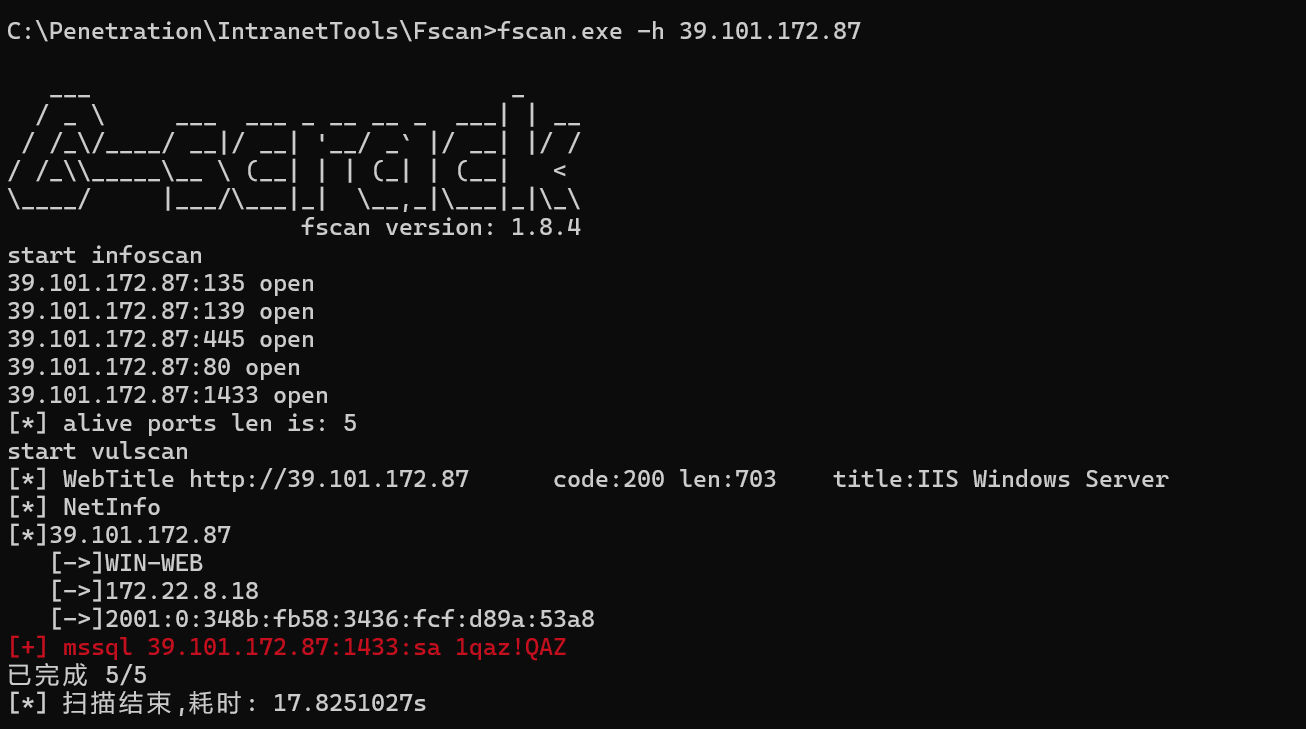 C:\Penetration\IntranetTools\Fscan>fscan.exe -h 39.101.172.87
   ___                              _
  / _ \     ___  ___ _ __ __ _  ___| | __
 / /_\/____/ __|/ __| '__/ _` |/ __| |/ /
/ /_\\_____\__ \ (__| | | (_| | (__|   <
\____/     |___/\___|_|  \__,_|\___|_|\_\
                     fscan version: 1.8.4
start infoscan
39.101.172.87:135 open
39.101.172.87:139 open
39.101.172.87:445 open
39.101.172.87:80 open
39.101.172.87:1433 open
[*] alive ports len is: 5
start vulscan
[*] WebTitle http://39.101.172.87      code:200 len:703    title:IIS Windows Server
[*] NetInfo
[*]39.101.172.87
   [->]WIN-WEB
   [->]172.22.8.18
   [->]2001:0:348b:fb58:3436:fcf:d89a:53a8
[+] mssql 39.101.172.87:1433:sa 1qaz!QAZ
已完成 5/5
[*] 扫描结束,耗时: 17.8251027s